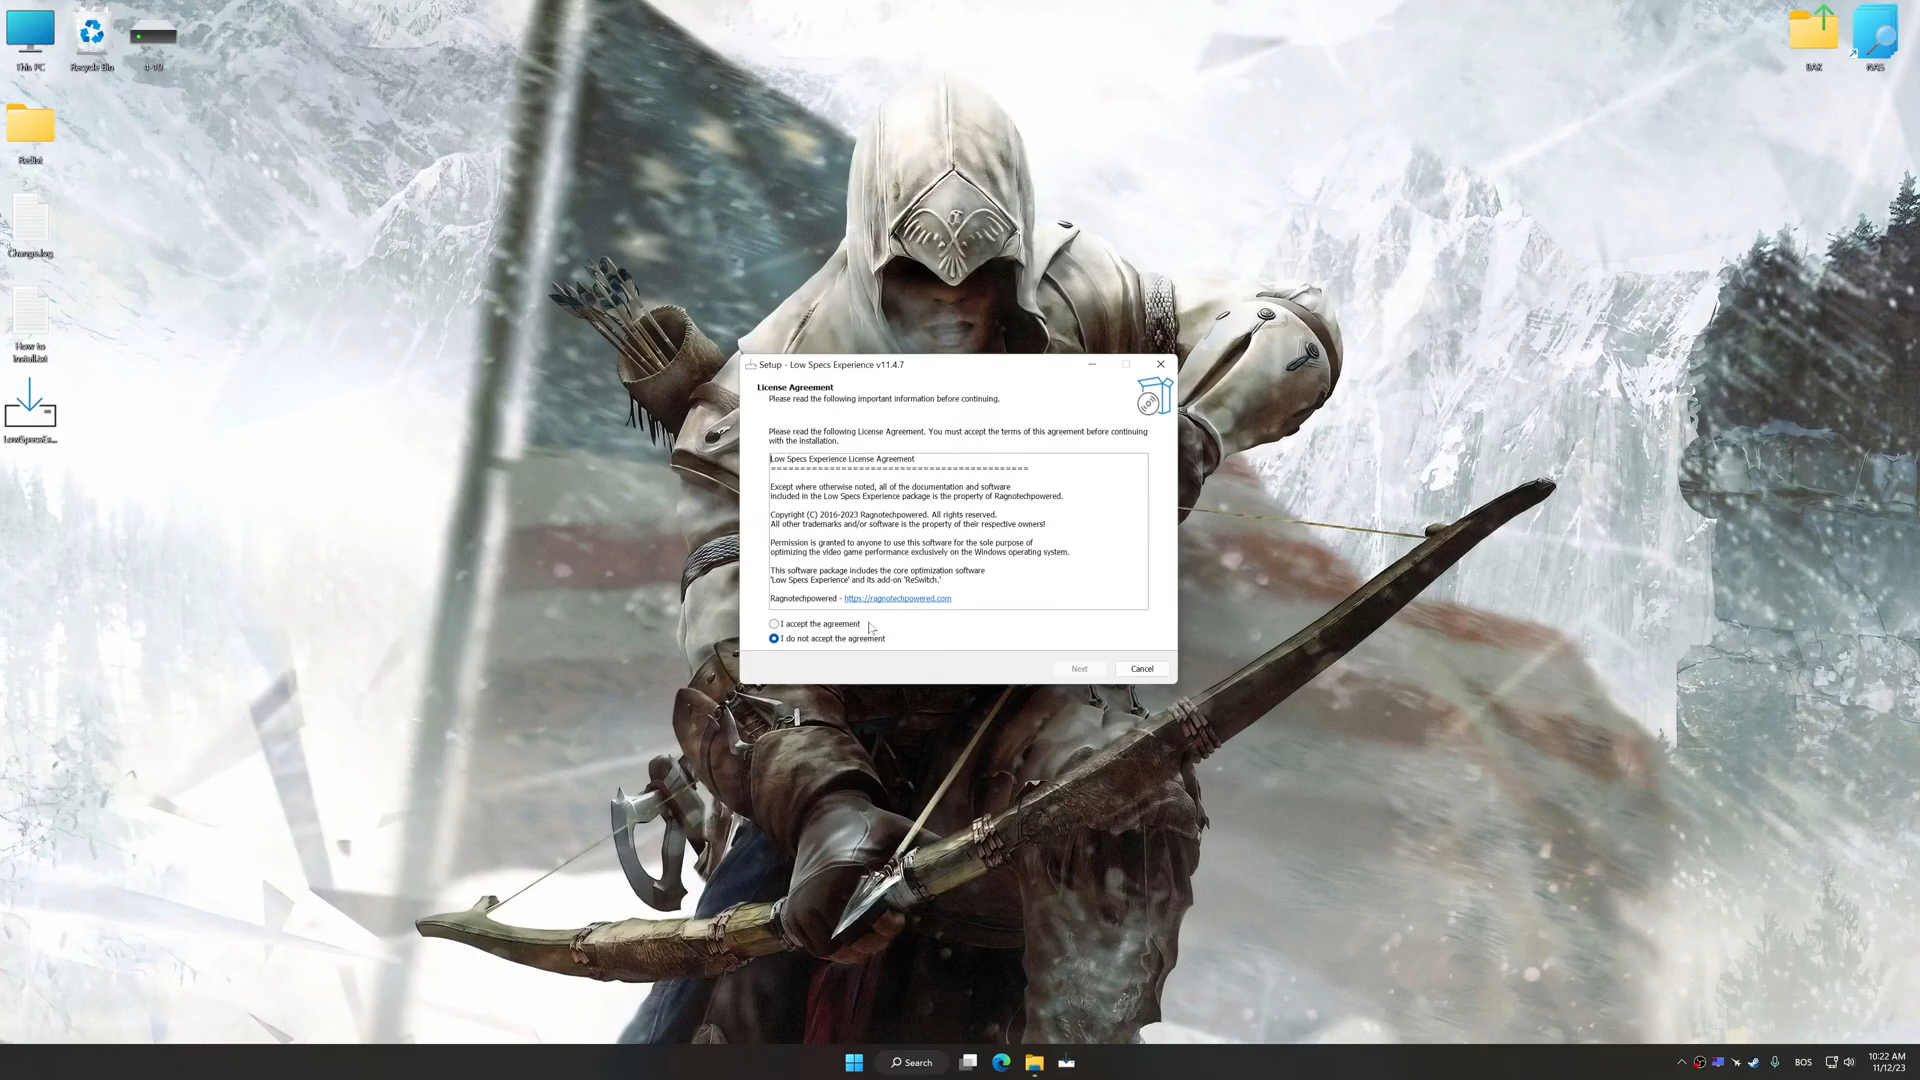 This PC
Recycle Bin
4-10
BAK
NAS
Redist
Change.log
How to
Install.txt
LowSpecsEx...
Setup - Low Specs Experience v11.4.7
License Agreement
Please read the following important information before continuing.
Please read the following License Agreement. You must accept the terms of this agreement before continuing
with the installation.
Low Specs Experience License Agreement
============================================
Except where otherwise noted, all of the documentation and software
included in the Low Specs Experience package is the property of Ragnotechpowered.
Copyright (C) 2016-2023 Ragnotechpowered. All rights reserved.
All other trademarks and/or software is the property of their respective owners!
Permission is granted to anyone to use this software for the sole purpose of
optimizing the video game performance exclusively on the Windows operating system.
This software package includes the core optimization software
'Low Specs Experience' and its add-on 'ReSwitch.'
Ragnotechpowered - https://ragnotechpowered.com
I accept the agreement
I do not accept the agreement
Next
Cancel
Search
BOS
10:22 AM
11/12/23